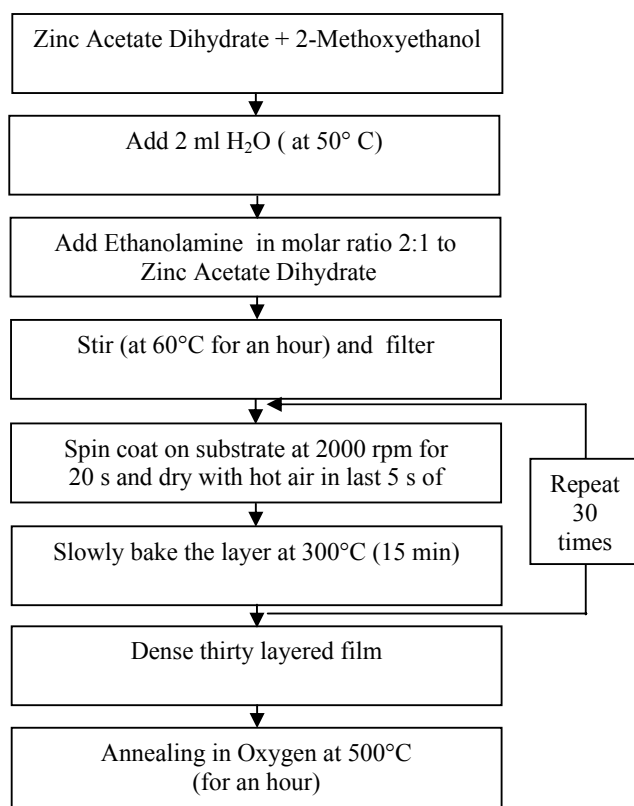 Zinc Acetate Dihydrate + 2-Methoxyethanol
Add 2 ml H₂O ( at 50° C)
Add Ethanolamine in molar ratio 2:1 to
Zinc Acetate Dihydrate
Stir (at 60°C for an hour) and filter
Spin coat on substrate at 2000 rpm for
20 s and dry with hot air in last 5 s of
Slowly bake the layer at 300°C (15 min)
Repeat
30
times
Dense thirty layered film
Annealing in Oxygen at 500°C
(for an hour)